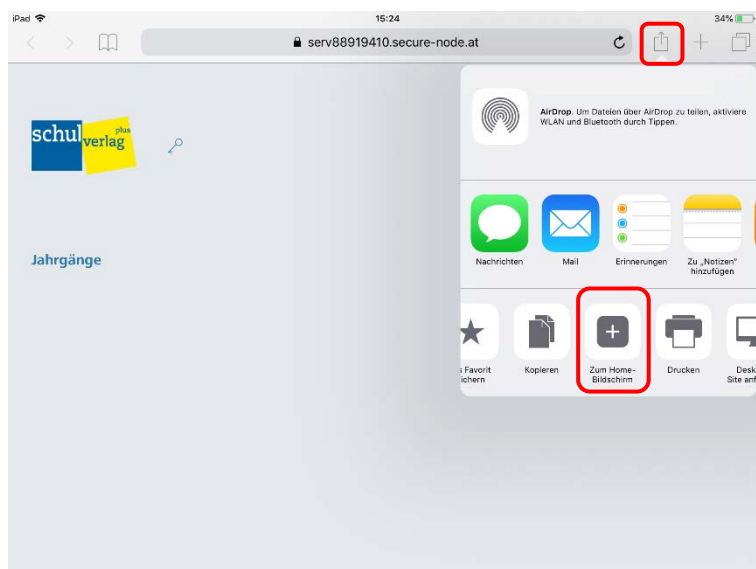 iPad 15:24 34%
serv88919410.secure-node.at
AirDrop. Um Dateien über AirDrop zu teilen, aktiviere
WLAN und Bluetooth durch Tippen.
schulverlag plus
Nachrichten
Mail
Erinnerungen
Zu „Notizen“
hinzufügen
Jahrgänge
Favorit
ichern
Kopieren
Zum Home-
Bildschirm
Drucken
Desk
Site anf